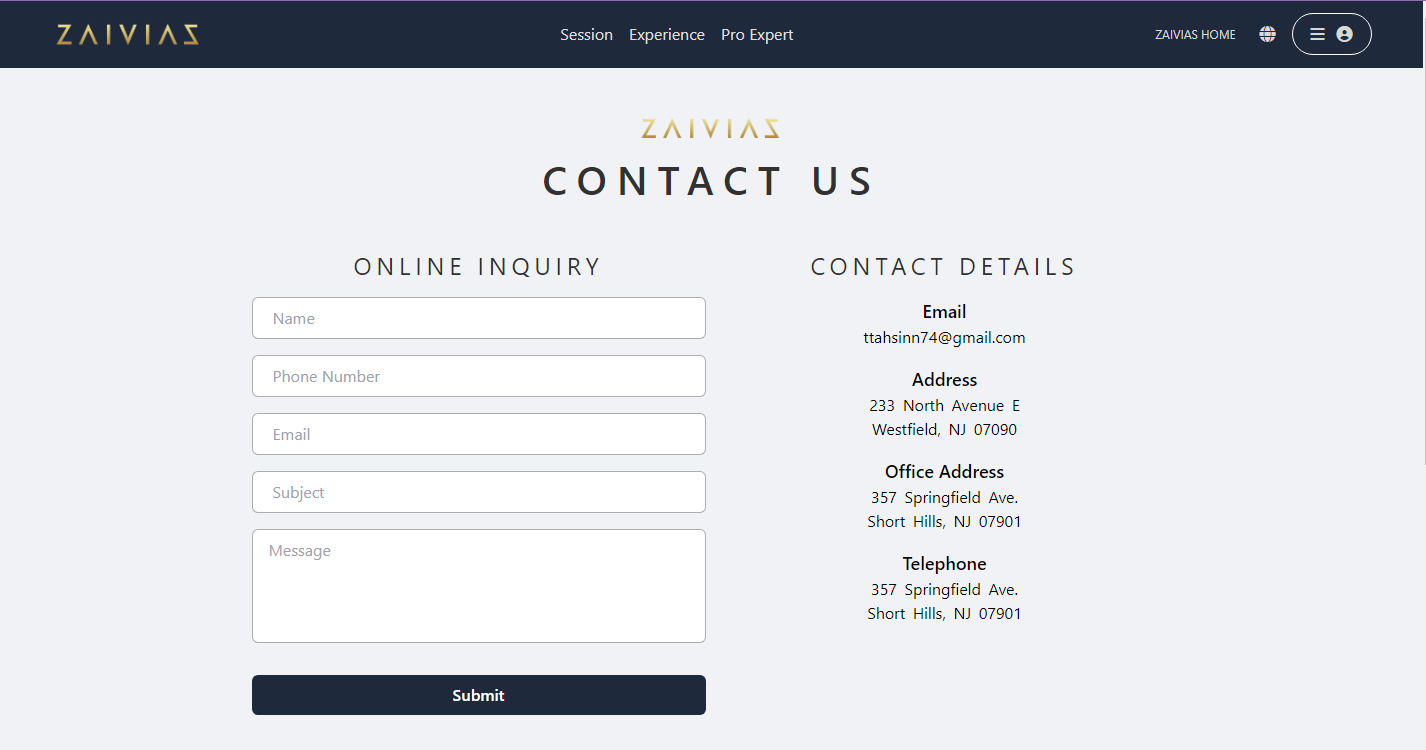 ZAIVIAS
Session Experience Pro Expert
ZAIVIAS HOME
ZAIVIAS
CONTACT US
ONLINE INQUIRY
Name
Phone Number
Email
Subject
Message
Submit
CONTACT DETAILS
Email
ttahsinn74@gmail.com
Address
233 North Avenue E
Westfield, NJ 07090
Office Address
357 Springfield Ave.
Short Hills, NJ 07901
Telephone
357 Springfield Ave.
Short Hills, NJ 07901